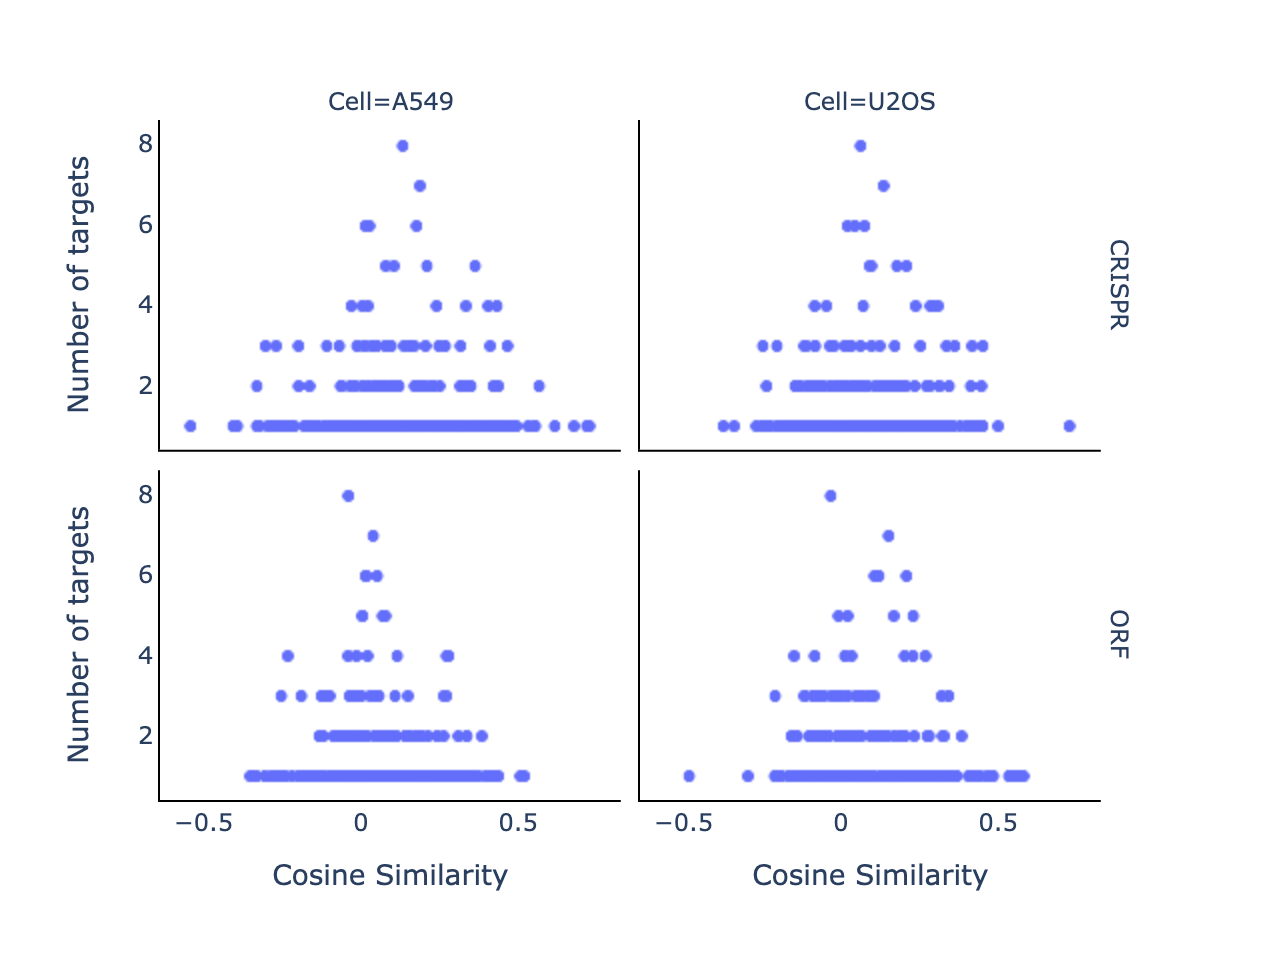 Cell=A549
Cell=U2OS
Number of targets
8
6
4
2
CRISPR
Number of targets
8
6
4
2
ORF
−0.5
0
0.5
−0.5
0
0.5
Cosine Similarity
Cosine Similarity